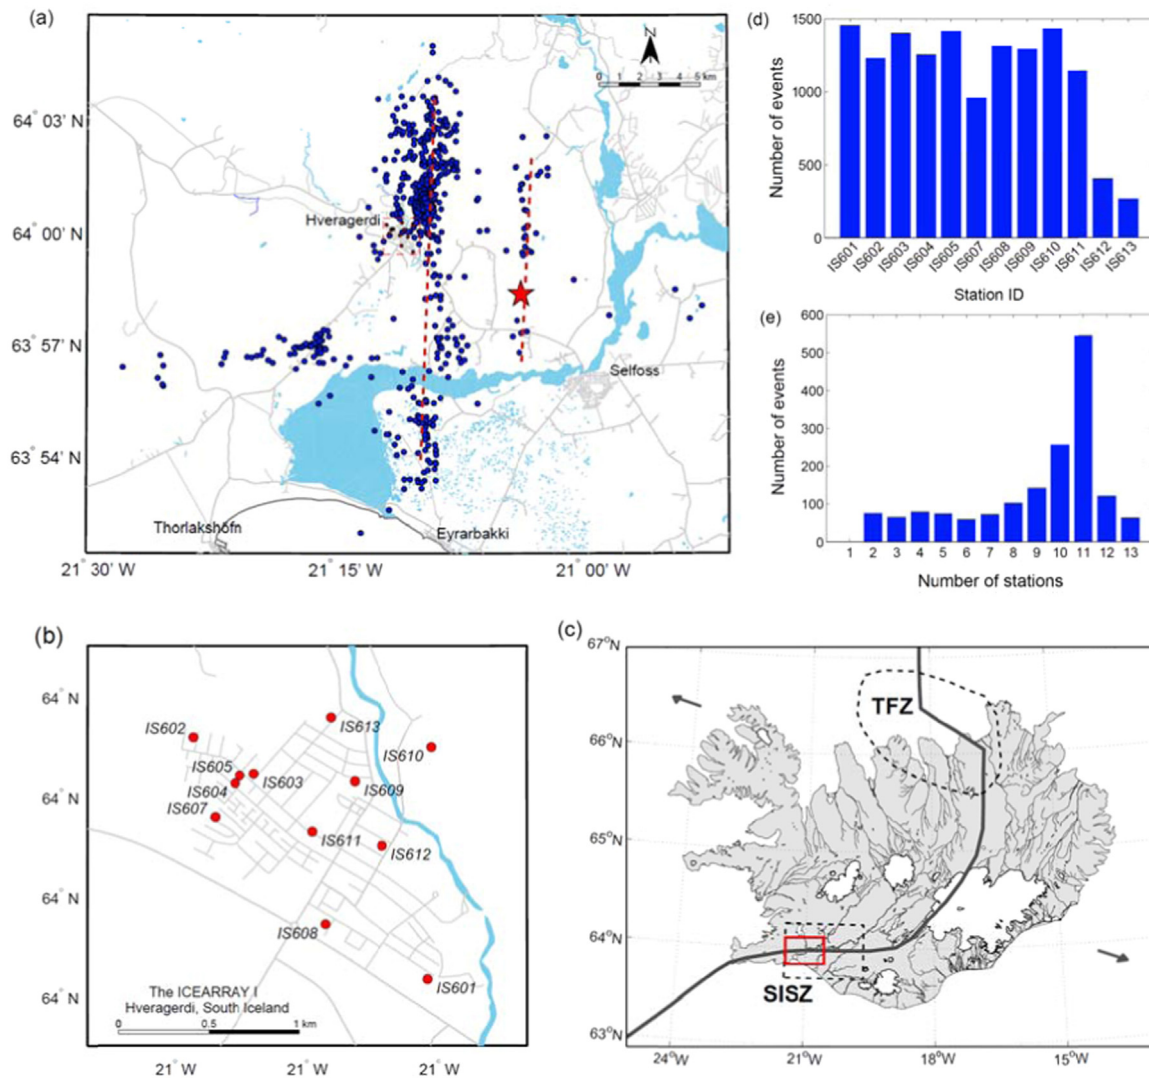 (a)
N
0 1 2 3 4 5 km
64° 03' N
Hveragerdi
64° 00' N
63° 57' N
Selfoss
63° 54' N
Thorlakshöfn
Eyrarbakki
21° 30' W
21° 15' W
21° 00' W
(d)
Number of events
1500
1000
500
0
IS601 IS602 IS603 IS604 IS605 IS607 IS608 IS609 IS610 IS611 IS612 IS613
Station ID
(e)
Number of events
600
500
400
300
200
100
0
1 2 3 4 5 6 7 8 9 10 11 12 13
Number of stations
(b)
64° N
IS602
IS613
IS610
IS605
IS603
IS604
IS609
64° N
IS607
IS611
IS612
64° N
IS608
IS601
The ICEARRAY I
Hveragerdi, South Iceland
0 0.5 1 km
64° N
21° W
21° W
21° W
(c)
67°N
TFZ
66°N
65°N
64°N
SISZ
63°N
24°W
21°W
18°W
15°W